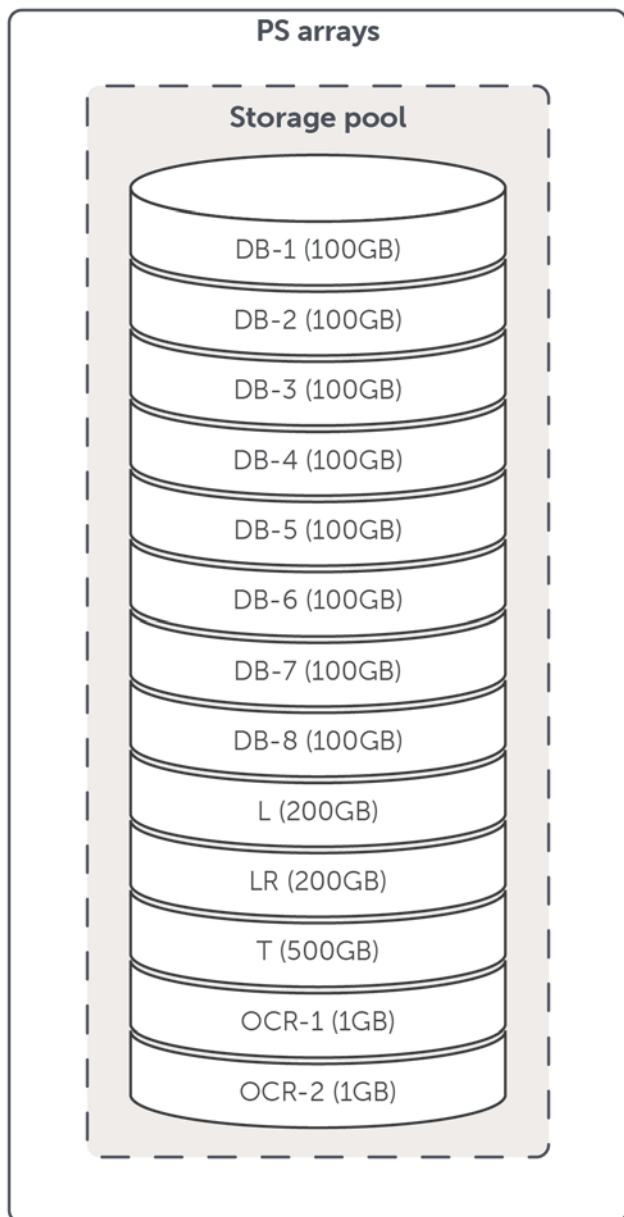 PS arrays
Storage pool
DB-1 (100GB)
DB-2 (100GB)
DB-3 (100GB)
DB-4 (100GB)
DB-5 (100GB)
DB-6 (100GB)
DB-7 (100GB)
DB-8 (100GB)
L (200GB)
LR (200GB)
T (500GB)
OCR-1 (1GB)
OCR-2 (1GB)